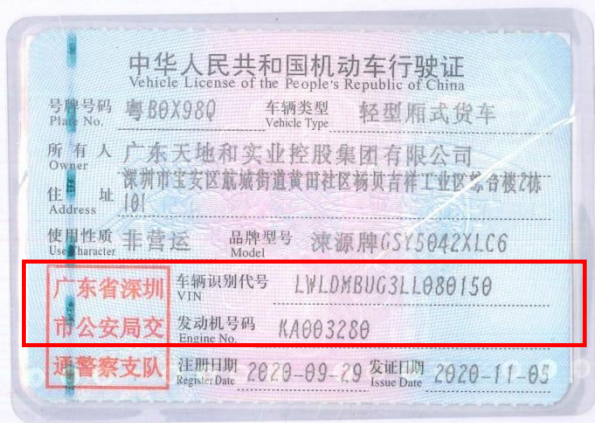 中华人民共和国机动车行驶证
Vehicle License of the People's Republic of China
号牌号码 粤B0X98Q 车辆类型 轻型厢式货车
Plate No. Vehicle Type
所有人 广东天地和实业控股集团有限公司
Owner
住址 深圳市宝安区航城街道黄田社区杨贝吉祥工业区综合楼2栋
Address 101
使用性质 非营运 品牌型号 涞源牌GSY5042XLC6
Use Character Model
广东省深圳 车辆识别代号 LWLDMBUG3LL080150
VIN
市公安局交 发动机号码 KA003280
Engine No.
通警察支队 注册日期 2020-09-29 发证日期 2020-11-05
Register Date Issue Date